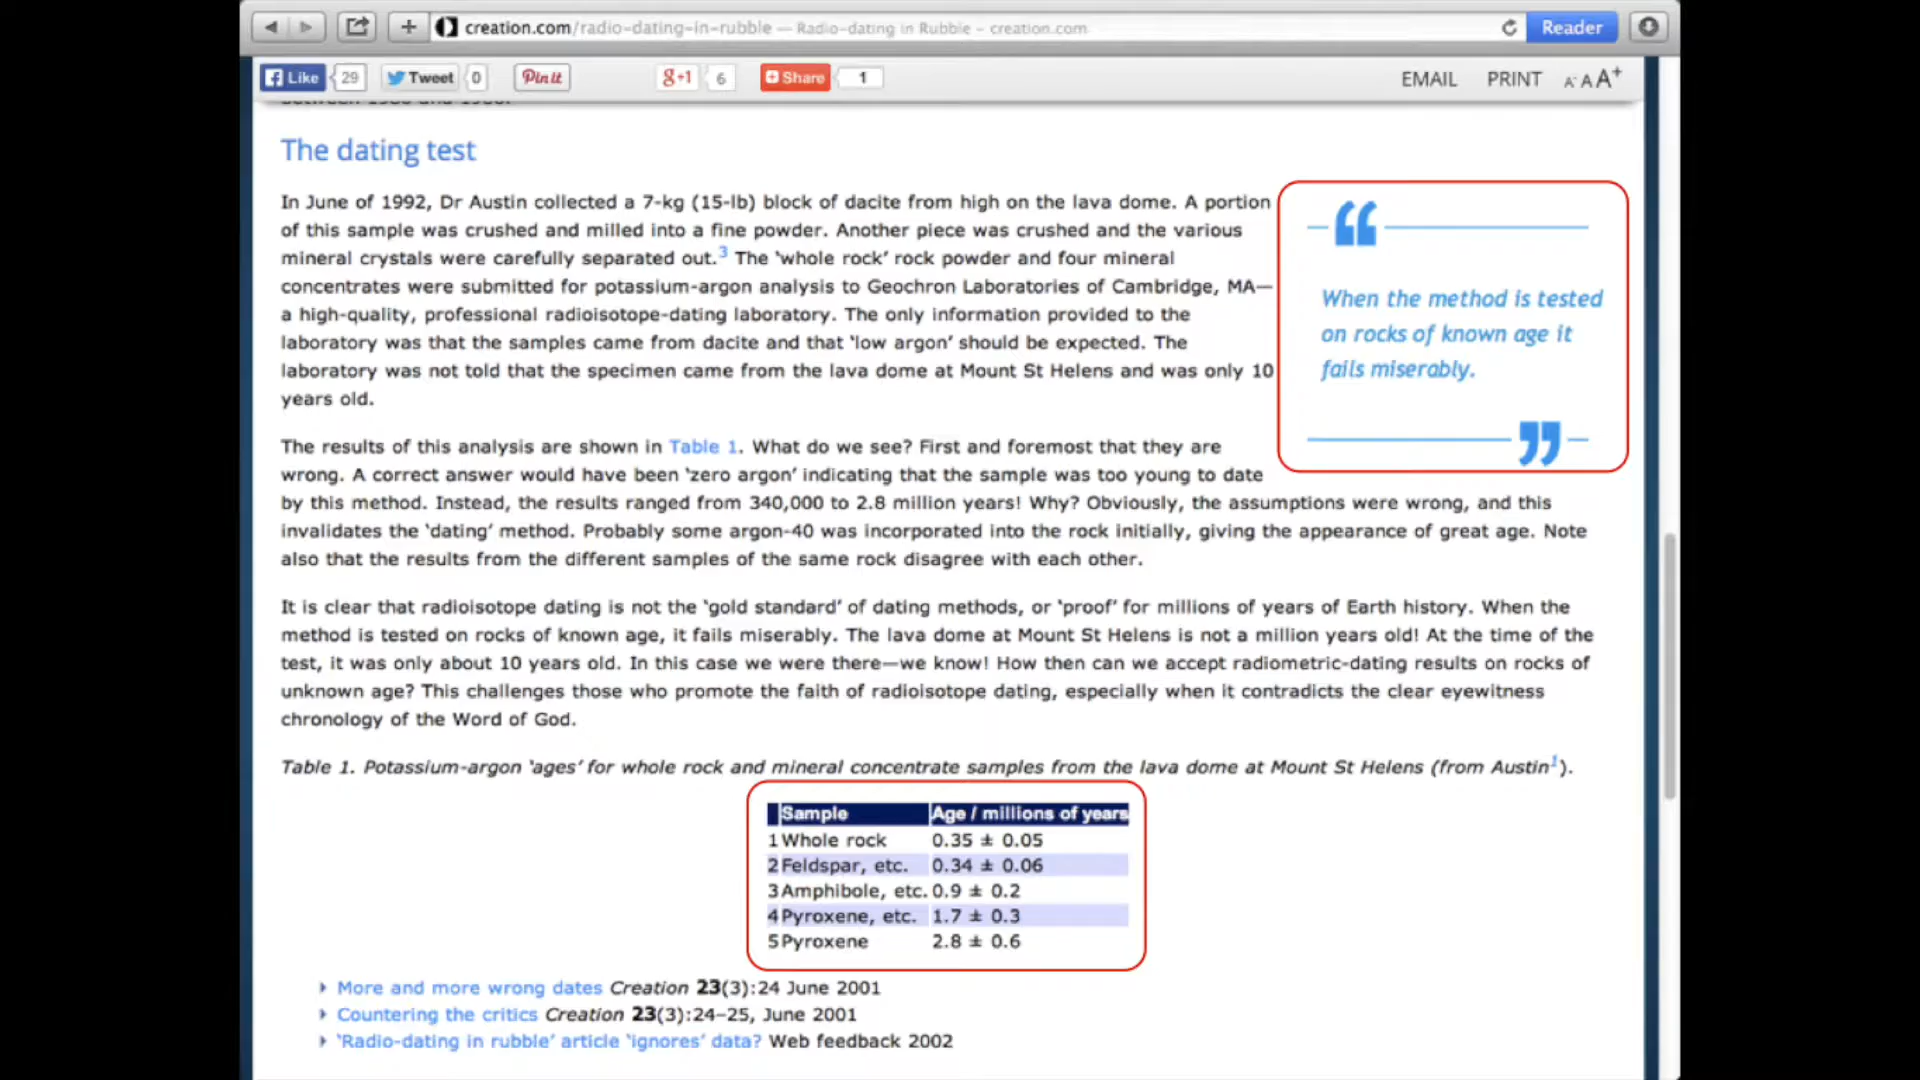 creation.com/radio-dating-in-rubble — Radio-dating in Rubble – creation.com
Reader
Like 29 Tweet 0 Pin it g+1 6 Share 1 EMAIL PRINT A- A A+
The dating test
In June of 1992, Dr Austin collected a 7-kg (15-lb) block of dacite from high on the lava dome. A portion
of this sample was crushed and milled into a fine powder. Another piece was crushed and the various
mineral crystals were carefully separated out.3 The ‘whole rock’ rock powder and four mineral
concentrates were submitted for potassium-argon analysis to Geochron Laboratories of Cambridge, MA—
a high-quality, professional radioisotope-dating laboratory. The only information provided to the
laboratory was that the samples came from dacite and that ‘low argon’ should be expected. The
laboratory was not told that the specimen came from the lava dome at Mount St Helens and was only 10
years old.
“
When the method is tested
on rocks of known age it
fails miserably.
”
The results of this analysis are shown in Table 1. What do we see? First and foremost that they are
wrong. A correct answer would have been ‘zero argon’ indicating that the sample was too young to date
by this method. Instead, the results ranged from 340,000 to 2.8 million years! Why? Obviously, the assumptions were wrong, and this
invalidates the ‘dating’ method. Probably some argon-40 was incorporated into the rock initially, giving the appearance of great age. Note
also that the results from the different samples of the same rock disagree with each other.
It is clear that radioisotope dating is not the ‘gold standard’ of dating methods, or ‘proof’ for millions of years of Earth history. When the
method is tested on rocks of known age, it fails miserably. The lava dome at Mount St Helens is not a million years old! At the time of the
test, it was only about 10 years old. In this case we were there—we know! How then can we accept radiometric-dating results on rocks of
unknown age? This challenges those who promote the faith of radioisotope dating, especially when it contradicts the clear eyewitness
chronology of the Word of God.
Table 1. Potassium-argon ‘ages’ for whole rock and mineral concentrate samples from the lava dome at Mount St Helens (from Austin1).
Sample Age / millions of years
1 Whole rock 0.35 ± 0.05
2 Feldspar, etc. 0.34 ± 0.06
3 Amphibole, etc. 0.9 ± 0.2
4 Pyroxene, etc. 1.7 ± 0.3
5 Pyroxene 2.8 ± 0.6
More and more wrong dates Creation 23(3):24 June 2001
Countering the critics Creation 23(3):24–25, June 2001
‘Radio-dating in rubble’ article ‘ignores’ data? Web feedback 2002